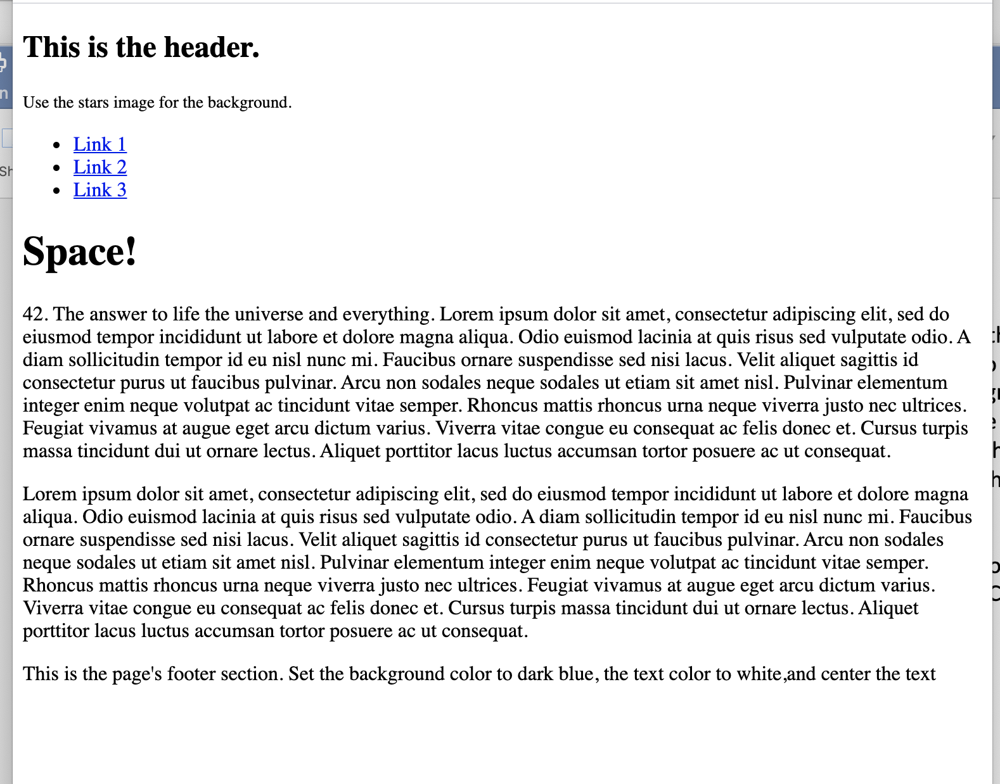 This is the header.
Use the stars image for the background.
Link 1
Link 2
Link 3
Space!
42. The answer to life the universe and everything. Lorem ipsum dolor sit amet, consectetur adipiscing elit, sed do
eiusmod tempor incididunt ut labore et dolore magna aliqua. Odio euismod lacinia at quis risus sed vulputate odio. A
diam sollicitudin tempor id eu nisl nunc mi. Faucibus ornare suspendisse sed nisi lacus. Velit aliquet sagittis id
consectetur purus ut faucibus pulvinar. Arcu non sodales neque sodales ut etiam sit amet nisl. Pulvinar elementum
integer enim neque volutpat ac tincidunt vitae semper. Rhoncus mattis rhoncus urna neque viverra justo nec ultrices.
Feugiat vivamus at augue eget arcu dictum varius. Viverra vitae congue eu consequat ac felis donec et. Cursus turpis
massa tincidunt dui ut ornare lectus. Aliquet porttitor lacus luctus accumsan tortor posuere ac ut consequat.
Lorem ipsum dolor sit amet, consectetur adipiscing elit, sed do eiusmod tempor incididunt ut labore et dolore magna
aliqua. Odio euismod lacinia at quis risus sed vulputate odio. A diam sollicitudin tempor id eu nisl nunc mi. Faucibus
ornare suspendisse sed nisi lacus. Velit aliquet sagittis id consectetur purus ut faucibus pulvinar. Arcu non sodales
neque sodales ut etiam sit amet nisl. Pulvinar elementum integer enim neque volutpat ac tincidunt vitae semper.
Rhoncus mattis rhoncus urna neque viverra justo nec ultrices. Feugiat vivamus at augue eget arcu dictum varius.
Viverra vitae congue eu consequat ac felis donec et. Cursus turpis massa tincidunt dui ut ornare lectus. Aliquet
porttitor lacus luctus accumsan tortor posuere ac ut consequat.
This is the page's footer section. Set the background color to dark blue, the text color to white,and center the text